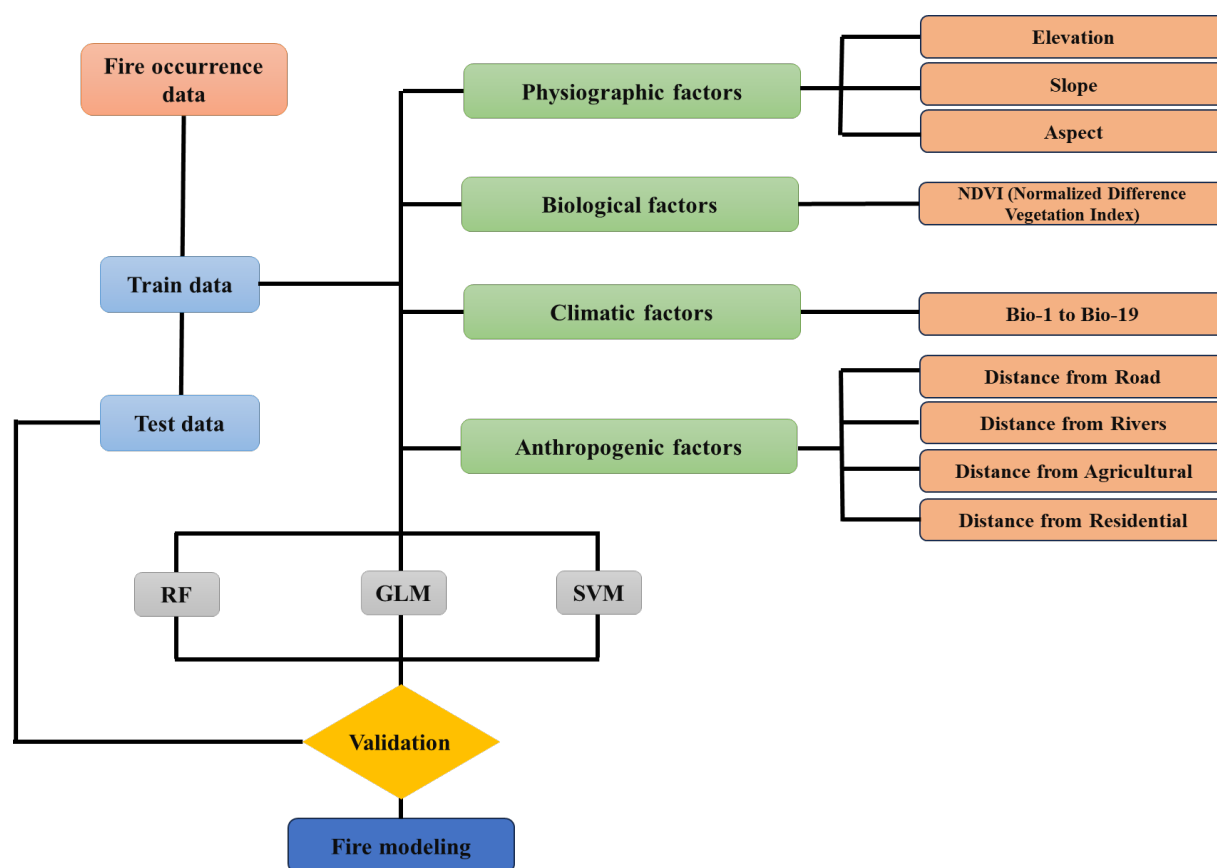 Fire occurrence
data
Train data
Test data
Physiographic factors
Biological factors
Climatic factors
Anthropogenic factors
Elevation
Slope
Aspect
NDVI (Normalized Difference
Vegetation Index)
Bio-1 to Bio-19
Distance from Road
Distance from Rivers
Distance from Agricultural
Distance from Residential
RF
GLM
SVM
Validation
Fire modeling